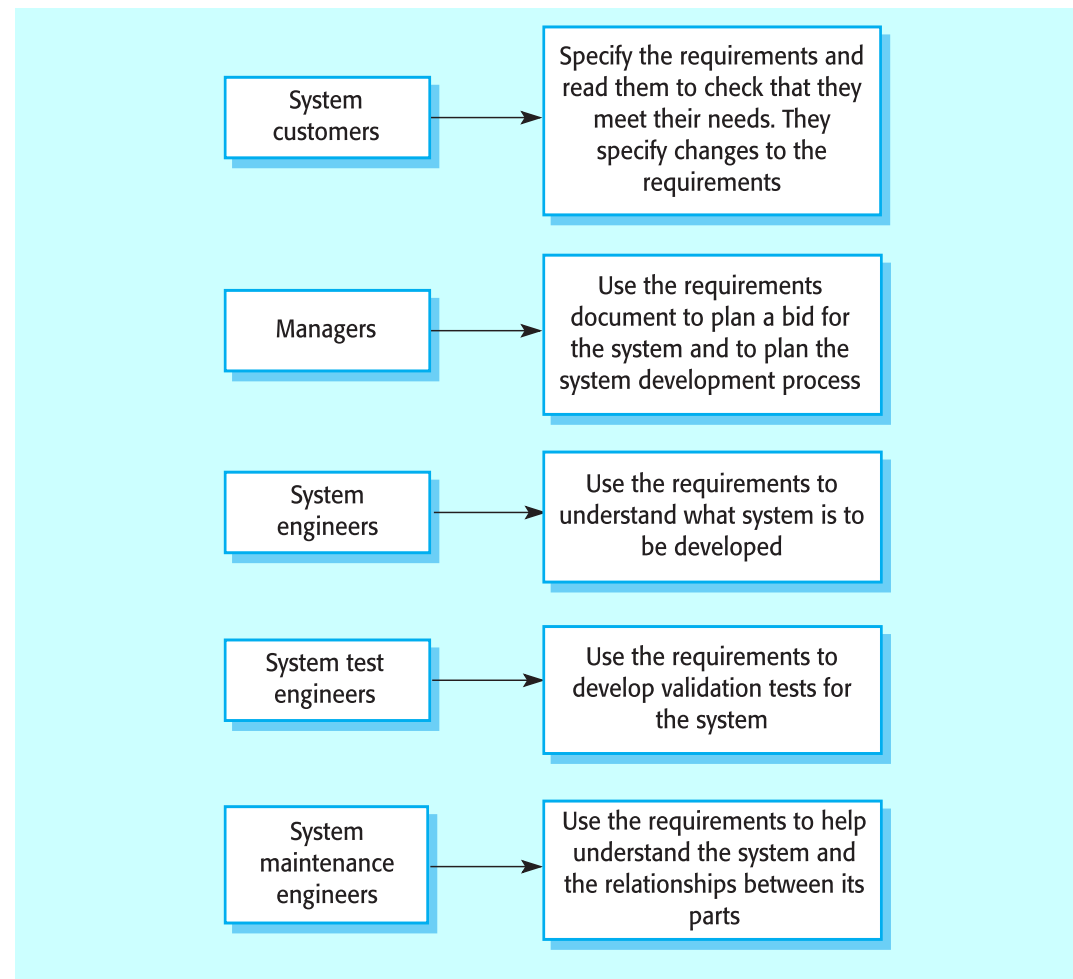 System
customers
Specify the requirements and
read them to check that they
meet their needs. They
specify changes to the
requirements
Managers
Use the requirements
document to plan a bid for
the system and to plan the
system development process
System
engineers
Use the requirements to
understand what system is to
be developed
System test
engineers
Use the requirements to
develop validation tests for
the system
System
maintenance
engineers
Use the requirements to help
understand the system and
the relationships between its
parts